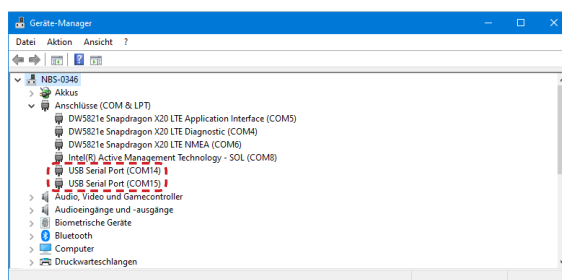 Geräte-Manager
Datei Aktion Ansicht ?
NBS-0346
Akkus
Anschlüsse (COM & LPT)
DW5821e Snapdragon X20 LTE Application Interface (COM5)
DW5821e Snapdragon X20 LTE Diagnostic (COM4)
DW5821e Snapdragon X20 LTE NMEA (COM6)
Intel(R) Active Management Technology - SOL (COM8)
USB Serial Port (COM14)
USB Serial Port (COM15)
Audio, Video und Gamecontroller
Audioeingänge und -ausgänge
Biometrische Geräte
Bluetooth
Computer
Druckwarteschlangen